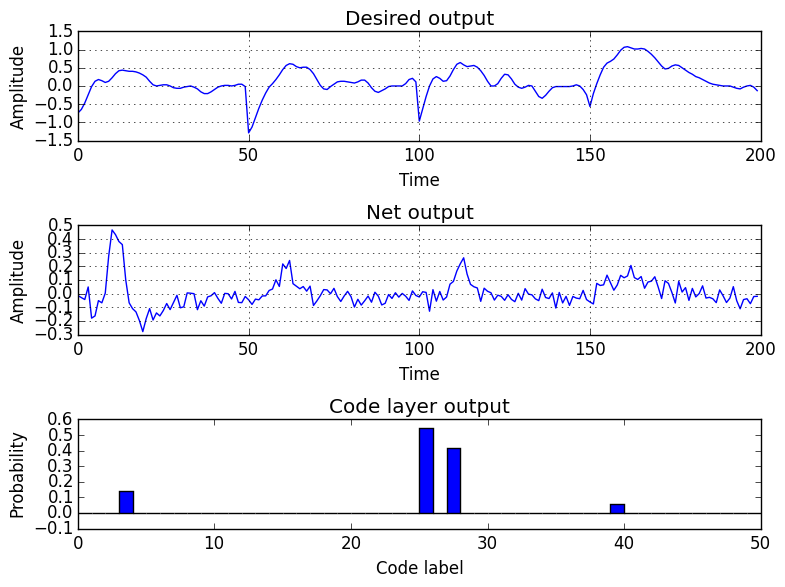 Desired output
Amplitude
1.5
1.0
0.5
0.0
−0.5
−1.0
−1.5
0 50 100 150 200
Time
Net output
Amplitude
0.5
0.4
0.3
0.2
0.1
0.0
−0.1
−0.2
−0.3
0 50 100 150 200
Time
Code layer output
Probability
0.6
0.5
0.4
0.3
0.2
0.1
0.0
−0.1
0 10 20 30 40 50
Code label